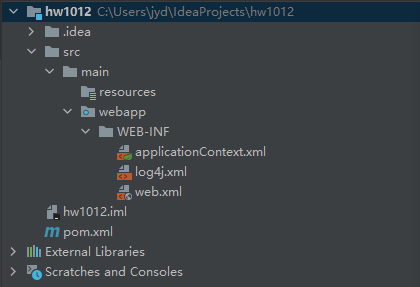 hw1012 C:\Users\jyd\IdeaProjects\hw1012
.idea
src
main
resources
webapp
WEB-INF
applicationContext.xml
log4j.xml
web.xml
hw1012.iml
pom.xml
External Libraries
Scratches and Consoles